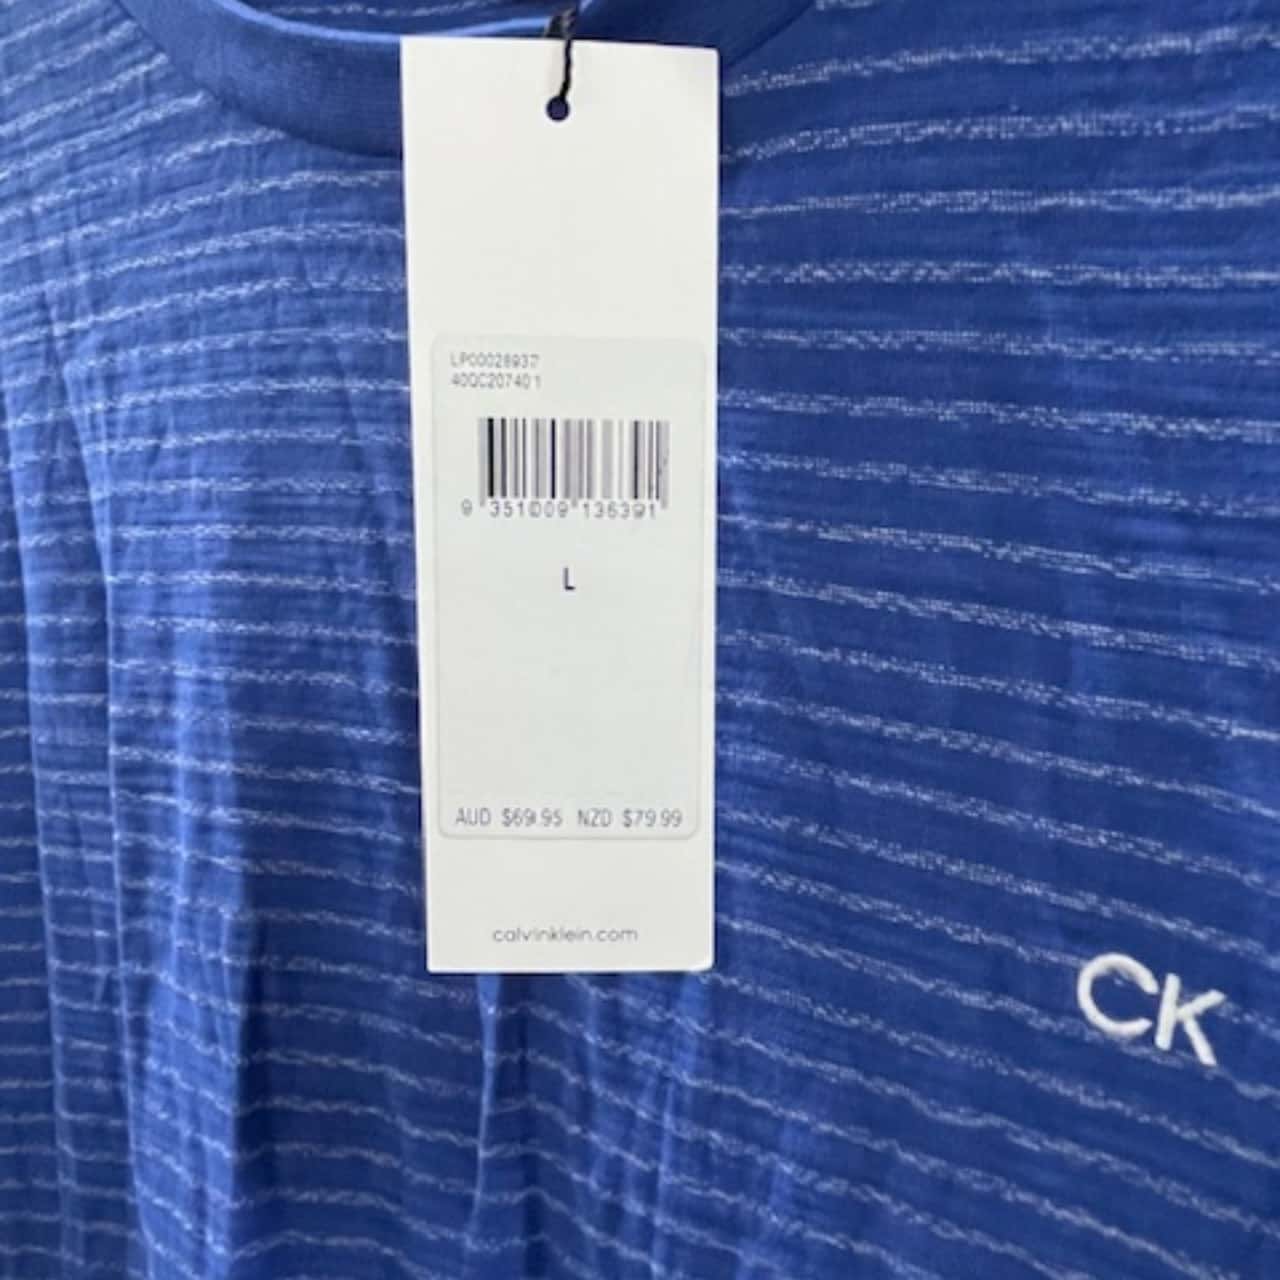 LP00028937
40QC207401
9 351009 136391
L
AUD $69.95 NZD $79.99
calvinklein.com
CK